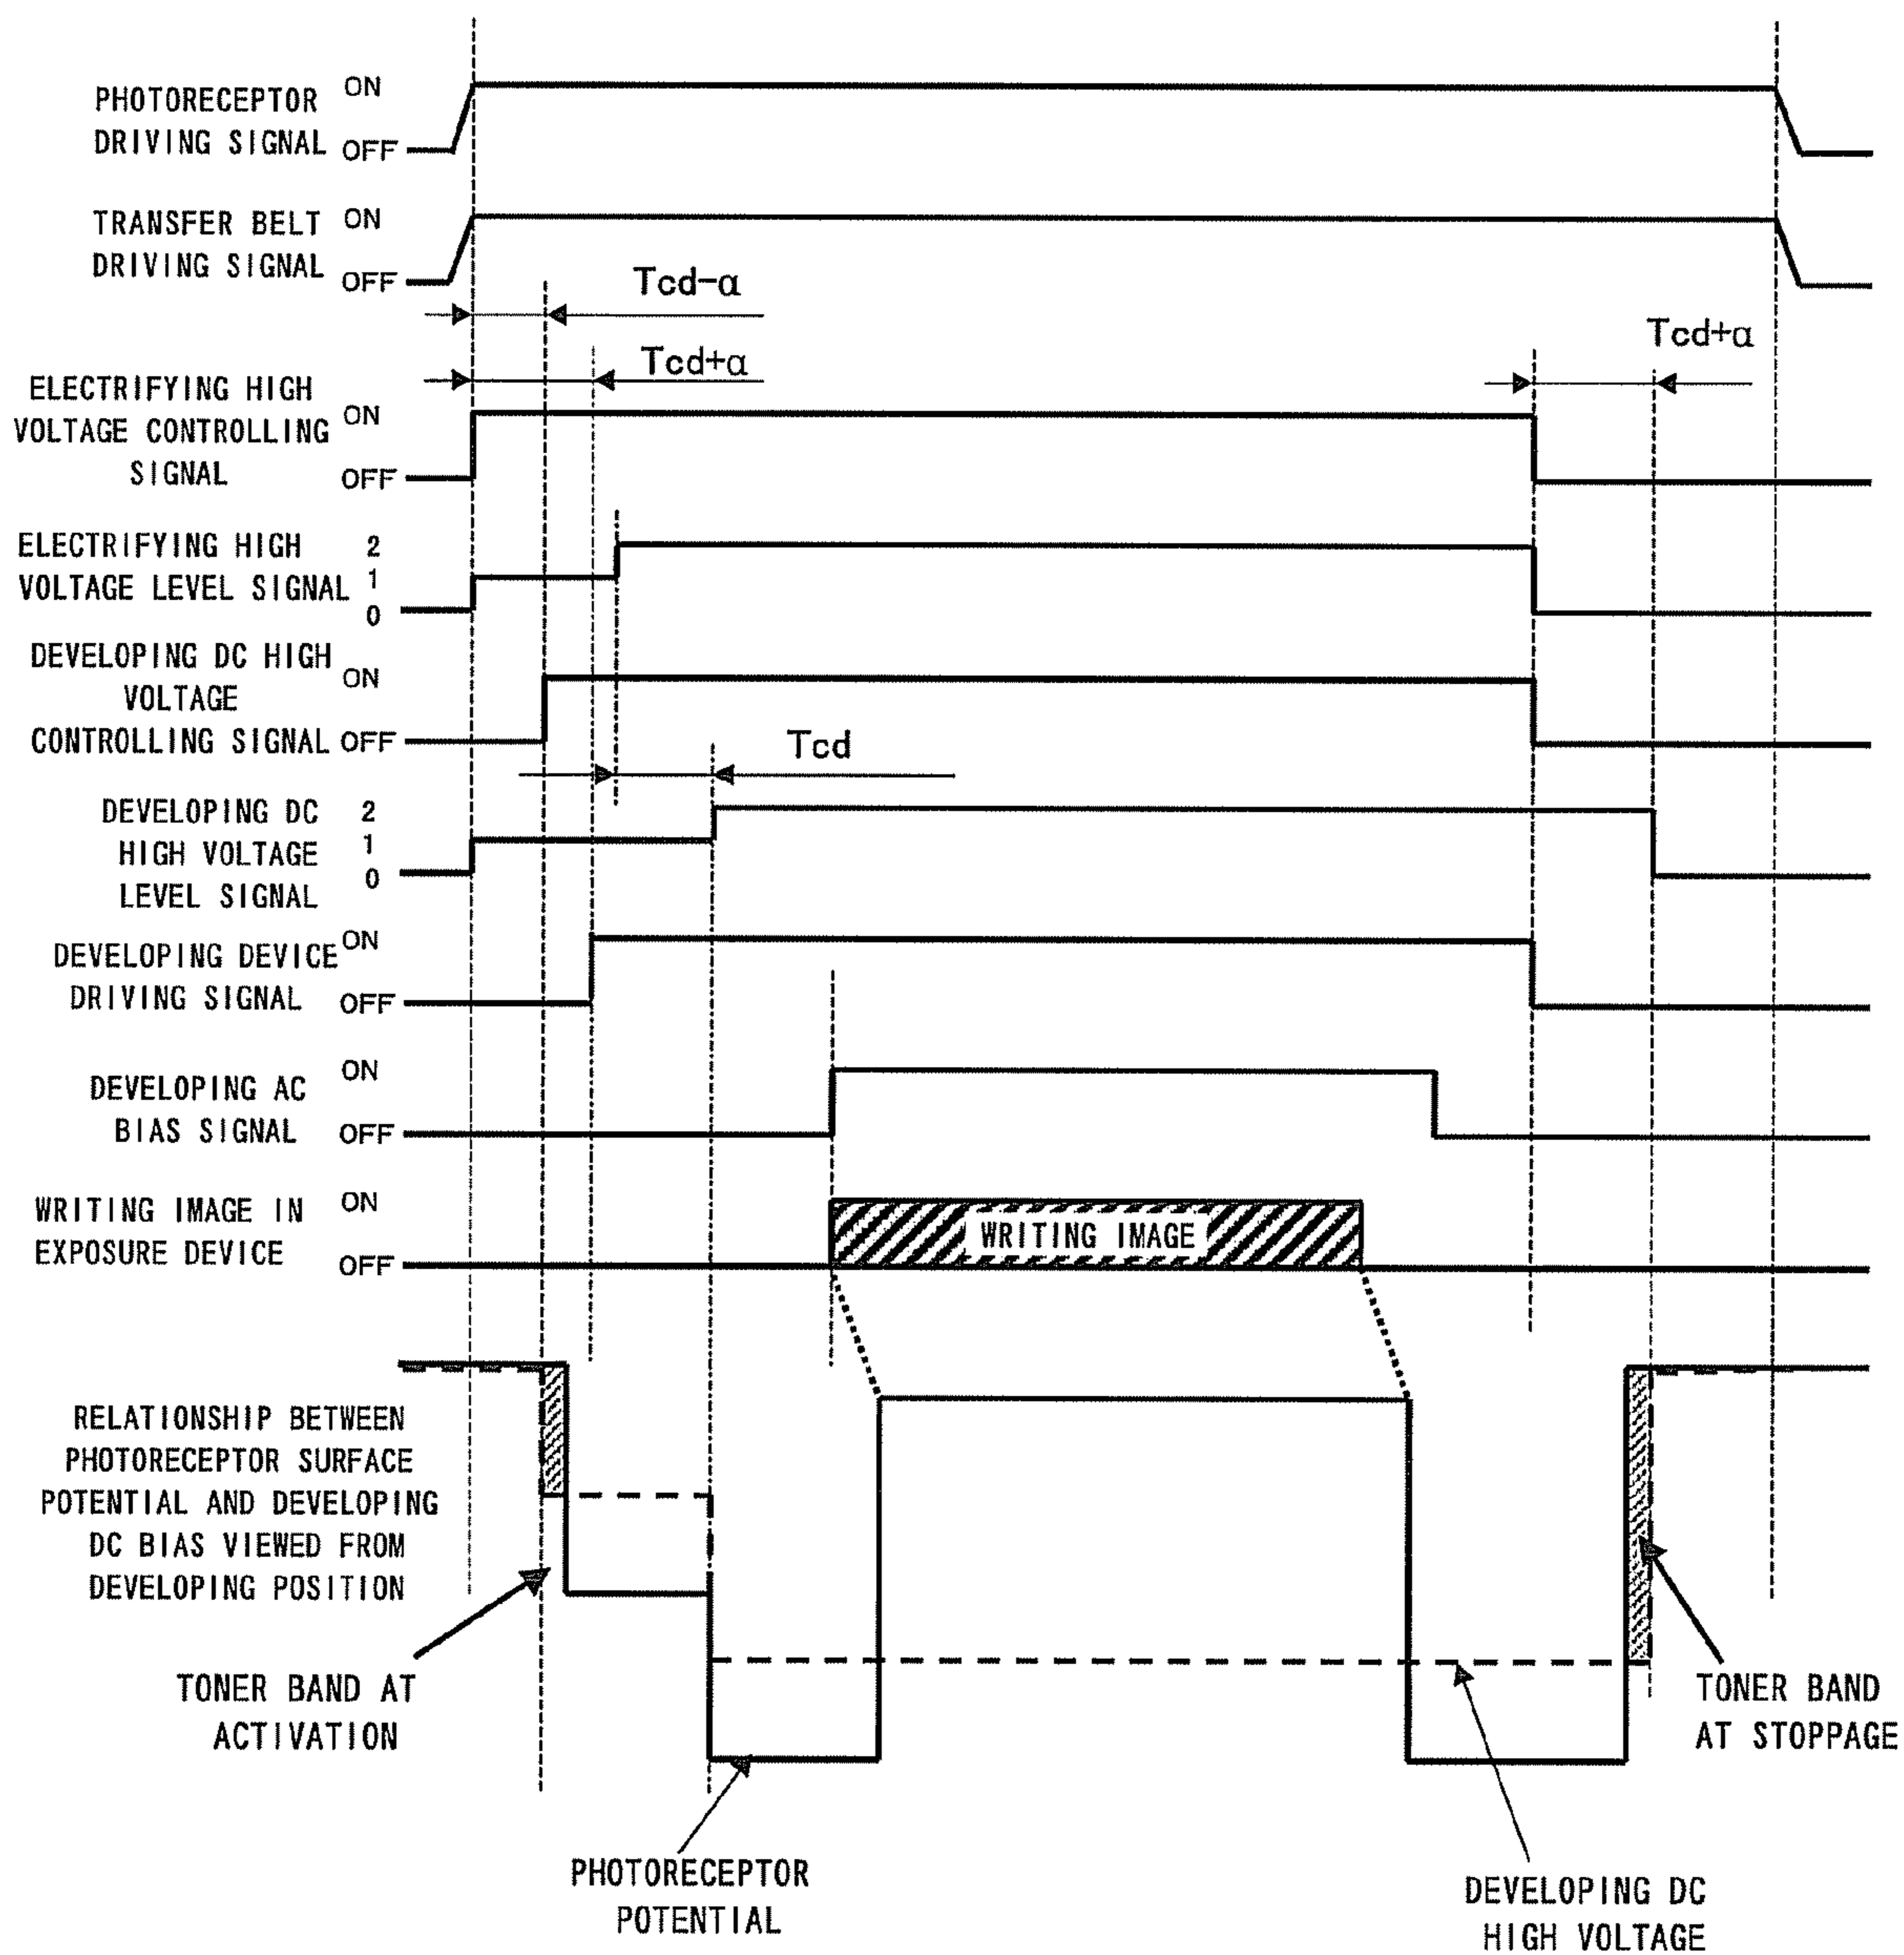 PHOTORECEPTOR
DRIVING SIGNAL
ON
OFF
TRANSFER BELT
DRIVING SIGNAL
ON
OFF
Tcd-α
Tcd+α
Tcd+α
ELECTRIFYING HIGH
VOLTAGE CONTROLLING
SIGNAL
ON
OFF
ELECTRIFYING HIGH
VOLTAGE LEVEL SIGNAL
2
1
0
DEVELOPING DC HIGH
VOLTAGE
CONTROLLING SIGNAL
ON
OFF
Tcd
DEVELOPING DC
HIGH VOLTAGE
LEVEL SIGNAL
2
1
0
DEVELOPING DEVICE
DRIVING SIGNAL
ON
OFF
DEVELOPING AC
BIAS SIGNAL
ON
OFF
WRITING IMAGE IN
EXPOSURE DEVICE
ON
OFF
WRITING IMAGE
RELATIONSHIP BETWEEN
PHOTORECEPTOR SURFACE
POTENTIAL AND DEVELOPING
DC BIAS VIEWED FROM
DEVELOPING POSITION
TONER BAND AT
ACTIVATION
TONER BAND
AT STOPPAGE
PHOTORECEPTOR
POTENTIAL
DEVELOPING DC
HIGH VOLTAGE